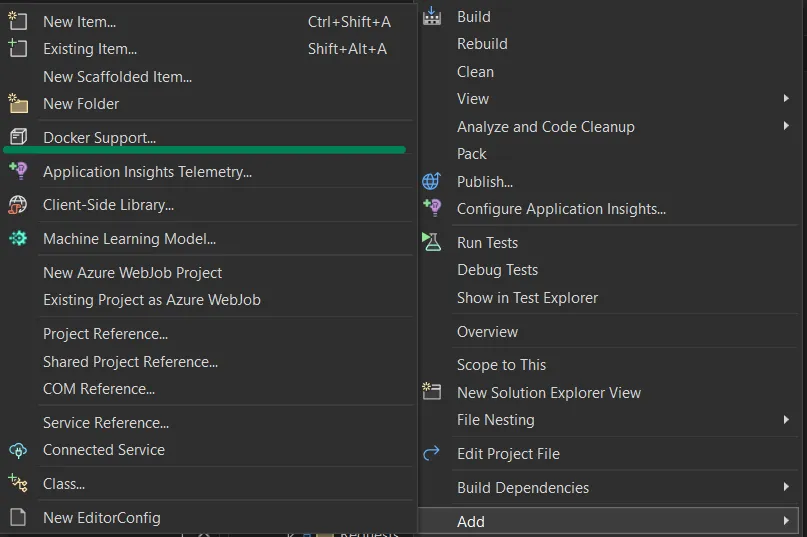 New Item... Ctrl+Shift+A
Existing Item... Shift+Alt+A
New Scaffolded Item...
New Folder
Docker Support...
Application Insights Telemetry...
Client-Side Library...
Machine Learning Model...
New Azure WebJob Project
Existing Project as Azure WebJob
Project Reference...
Shared Project Reference...
COM Reference...
Service Reference...
Connected Service
Class...
New EditorConfig
Build
Rebuild
Clean
View
Analyze and Code Cleanup
Pack
Publish...
Configure Application Insights...
Run Tests
Debug Tests
Show in Test Explorer
Overview
Scope to This
New Solution Explorer View
File Nesting
Edit Project File
Build Dependencies
Add
Requests